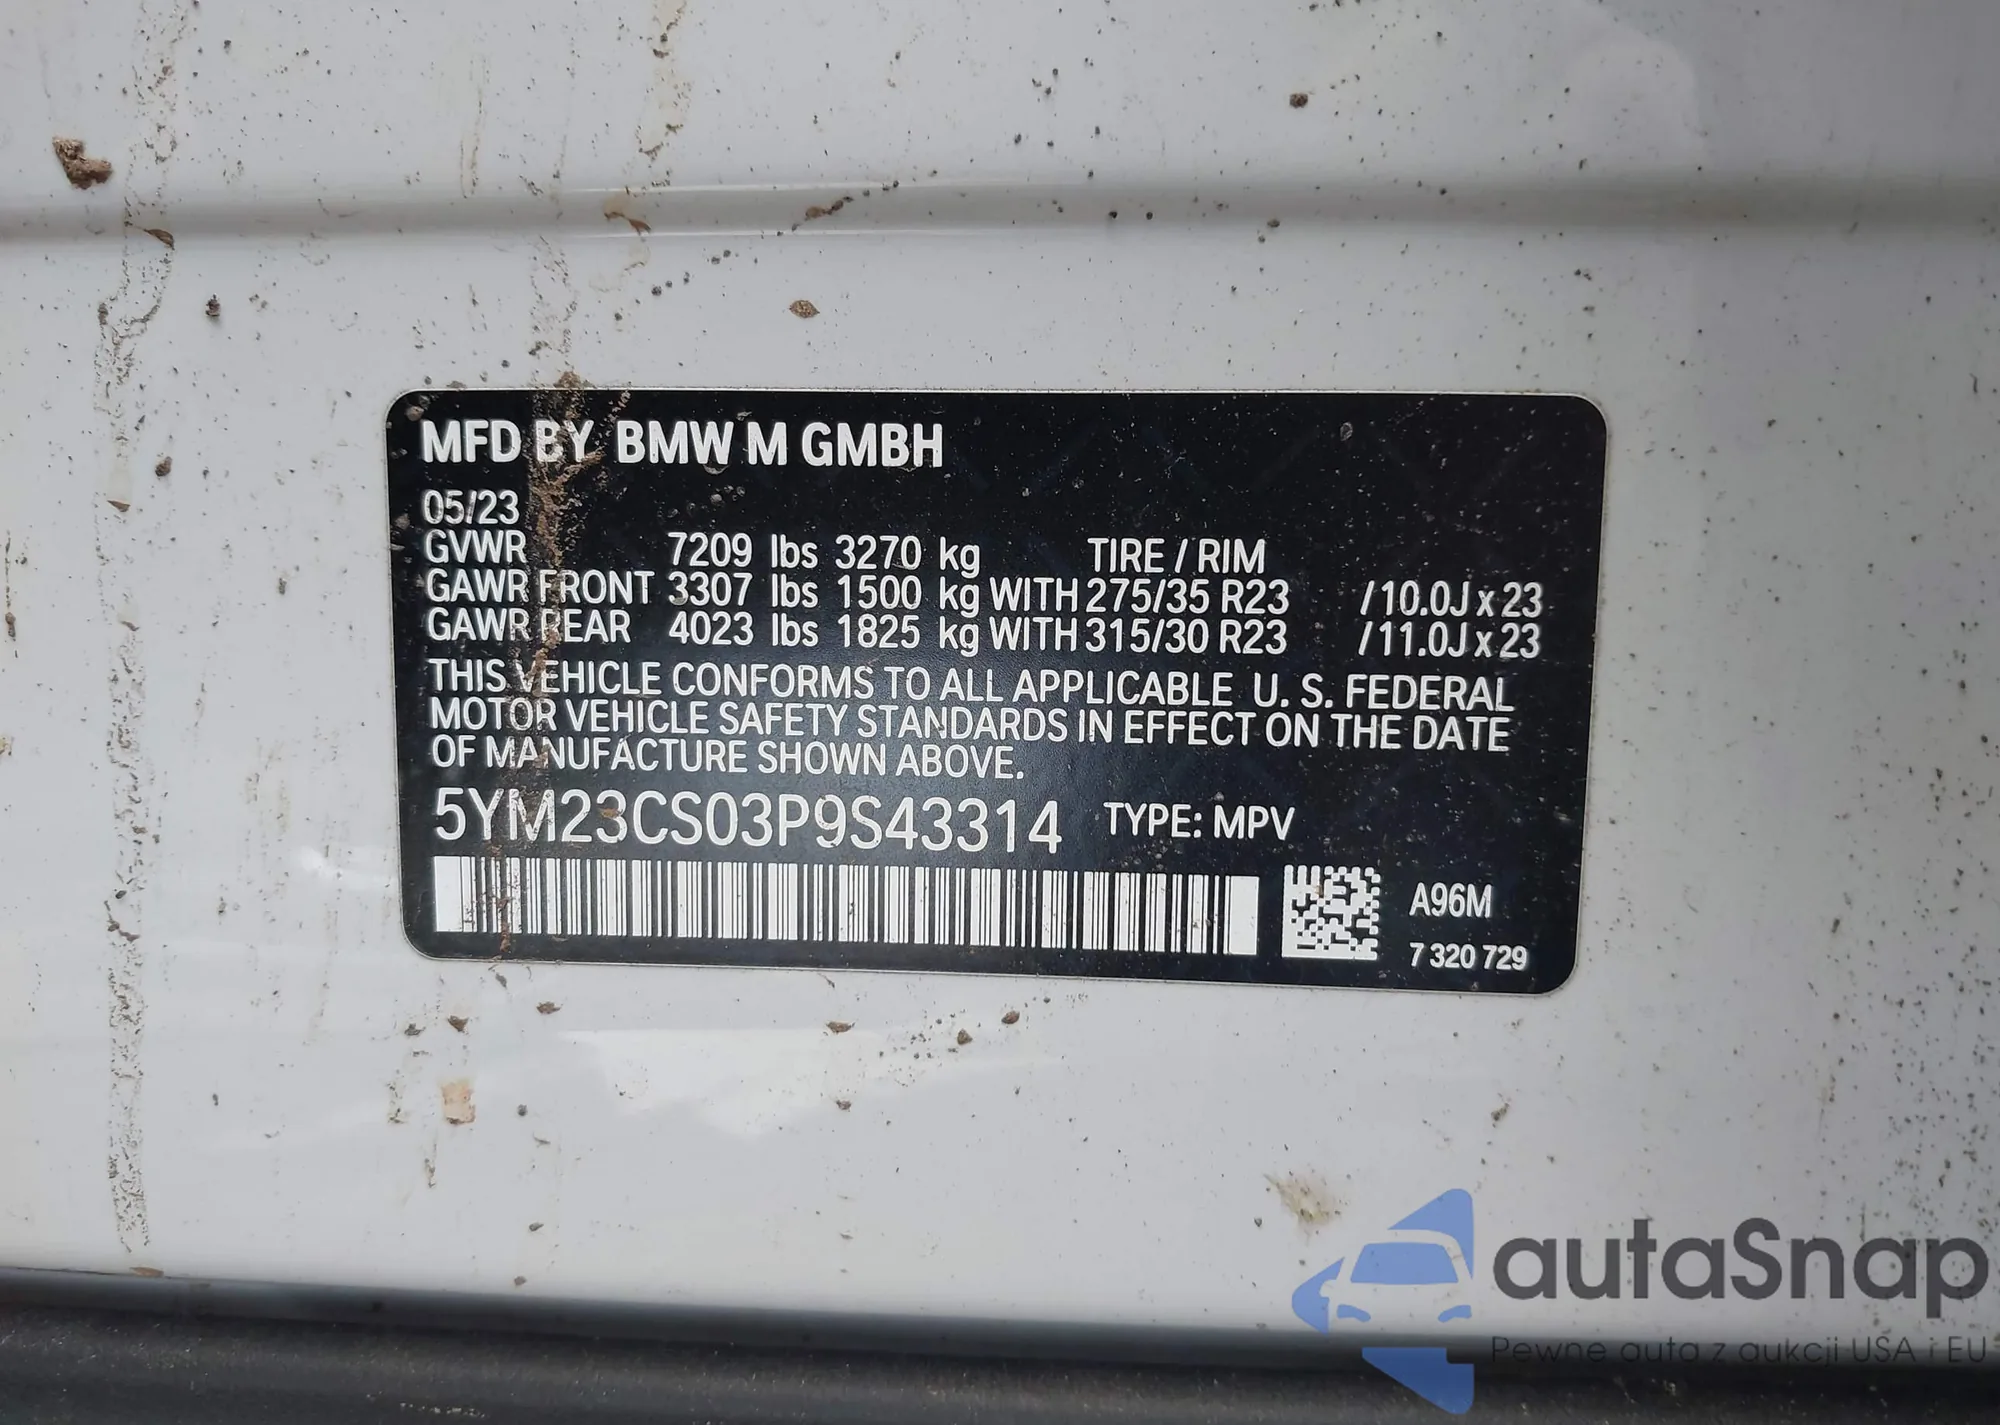 MFD BY BMW M GMBH
05/23
GVWR 7209 lbs 3270 kg TIRE / RIM
GAWR FRONT 3307 lbs 1500 kg WITH 275/35 R23 /10.0J x 23
GAWR REAR 4023 lbs 1825 kg WITH 315/30 R23 /11.0J x 23
THIS VEHICLE CONFORMS TO ALL APPLICABLE U. S. FEDERAL
MOTOR VEHICLE SAFETY STANDARDS IN EFFECT ON THE DATE
OF MANUFACTURE SHOWN ABOVE.
5YM23CS03P9S43314 TYPE: MPV
A96M
7 320 729
autaSnap
Pewne auta z aukcji USA i EU